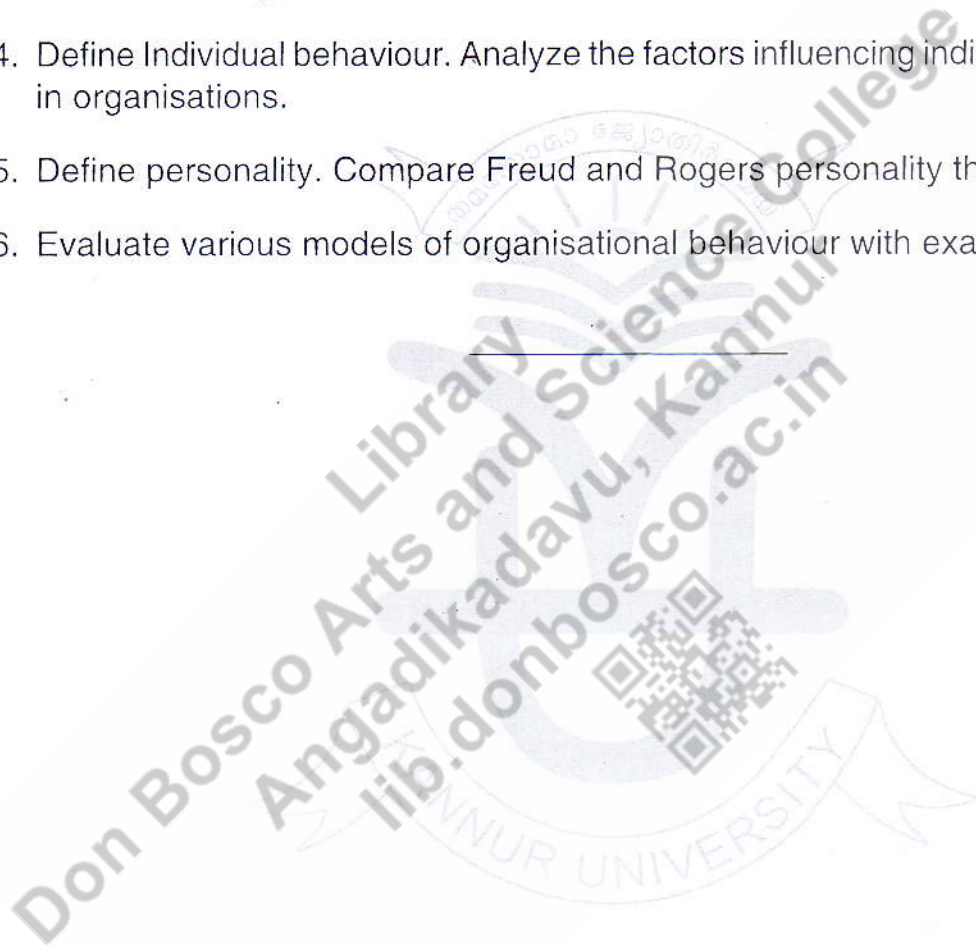 4. Define Individual behaviour. Analyze the factors influencing indi
in organisations.
5. Define personality. Compare Freud and Rogers personality th
6. Evaluate various models of organisational behaviour with exa
Library
Don Bosco Arts and Science College
Angadikadavu, Kannur
lib.donbosco.ac.in
KANNUR UNIVERSITY